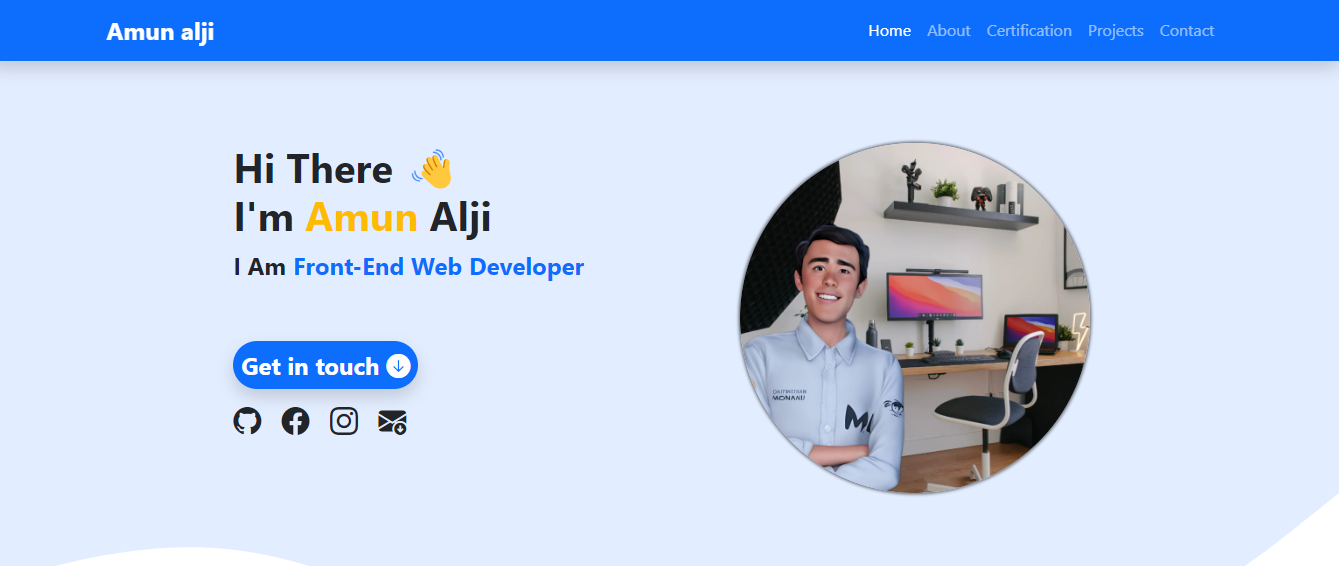 Amun alji
Home About Certification Projects Contact
Hi There 👋
I'm Amun Alji
I Am Front-End Web Developer
Get in touch